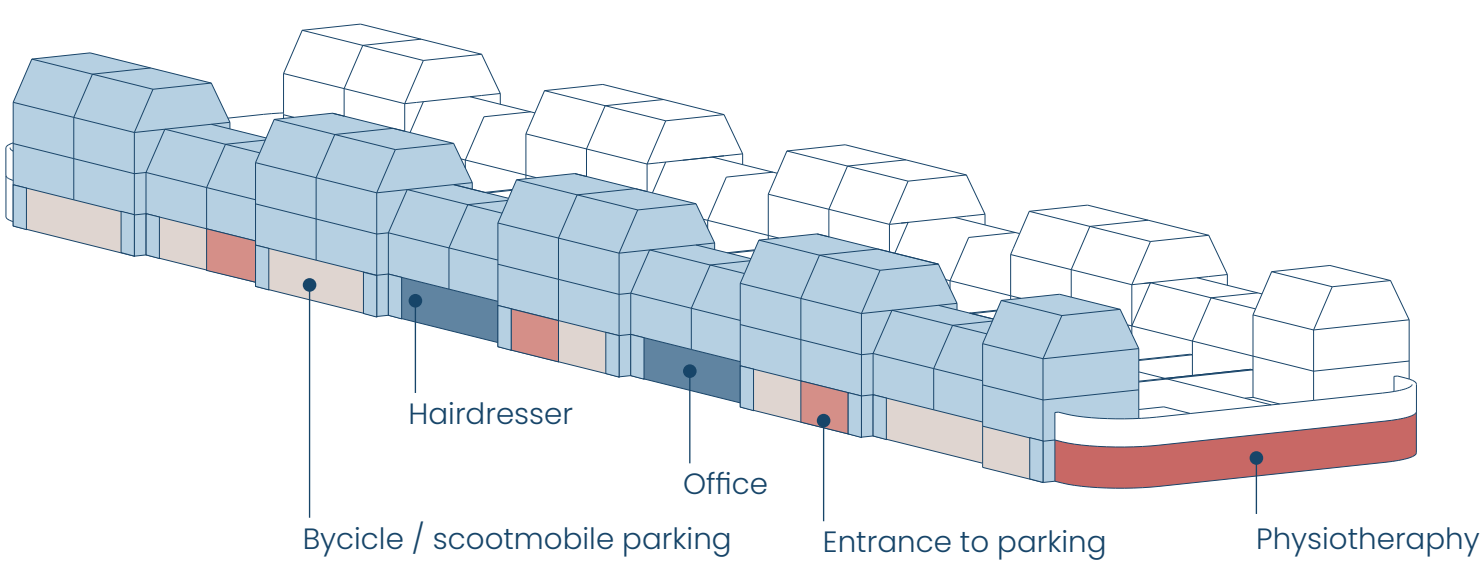 Hairdresser
Office
Bycicle / scootmobile parking
Entrance to parking
Physiotheraphy